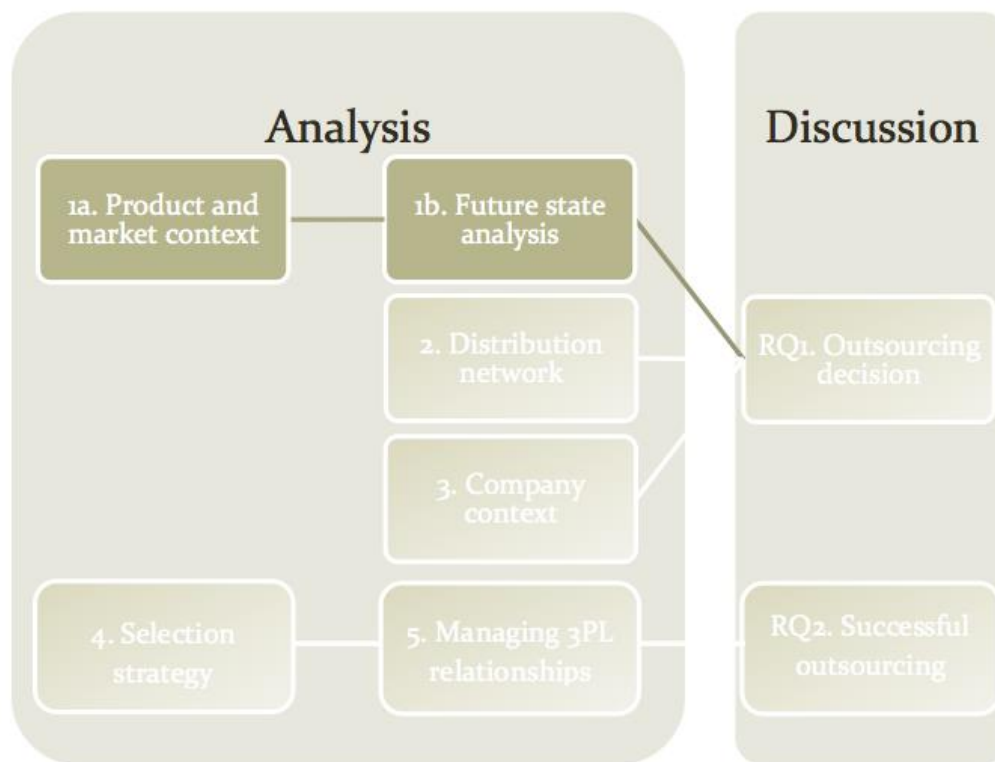 Analysis
Discussion
1a. Product and
market context
1b. Future state
analysis
2. Distribution
network
3. Company
context
RQ1. Outsourcing
decision
4. Selection
strategy
5. Managing 3PL
relationships
RQ2. Successful
outsourcing